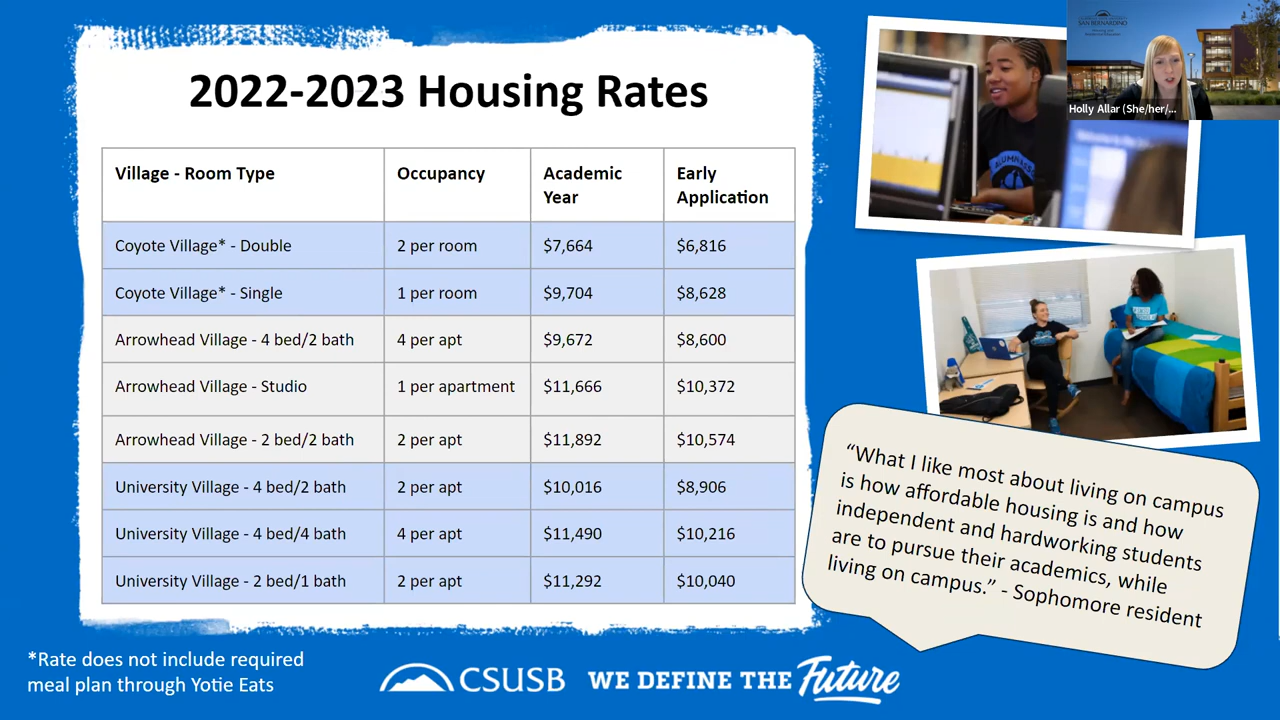 2022-2023 Housing Rates
Village - Room Type Occupancy Academic Year Early Application
Coyote Village* - Double 2 per room $7,664 $6,816
Coyote Village* - Single 1 per room $9,704 $8,628
Arrowhead Village - 4 bed/2 bath 4 per apt $9,672 $8,600
Arrowhead Village - Studio 1 per apartment $11,666 $10,372
Arrowhead Village - 2 bed/2 bath 2 per apt $11,892 $10,574
University Village - 4 bed/2 bath 2 per apt $10,016 $8,906
University Village - 4 bed/4 bath 4 per apt $11,490 $10,216
University Village - 2 bed/1 bath 2 per apt $11,292 $10,040
*Rate does not include required
meal plan through Yotie Eats
CSUSB WE DEFINE THE Future
SAN BERNARDINO
Holly Allar (She/her/...
“What I like most about living on campus
is how affordable housing is and how
independent and hardworking students
are to pursue their academics, while
living on campus.” - Sophomore resident